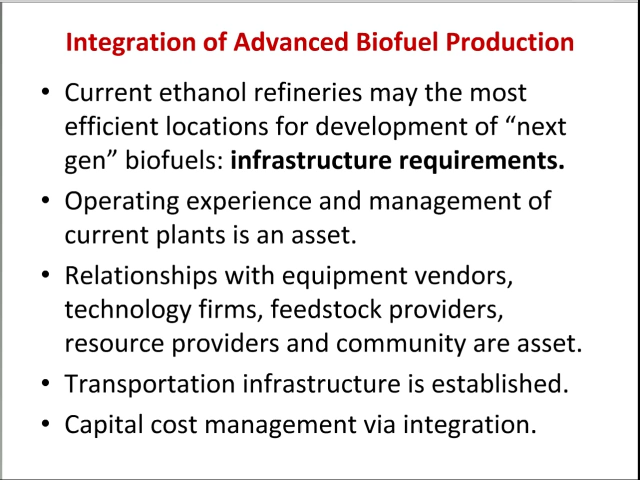 Integration of Advanced Biofuel Production
• Current ethanol refineries may the most
efficient locations for development of “next
gen” biofuels: infrastructure requirements.
• Operating experience and management of
current plants is an asset.
• Relationships with equipment vendors,
technology firms, feedstock providers,
resource providers and community are asset.
• Transportation infrastructure is established.
• Capital cost management via integration.